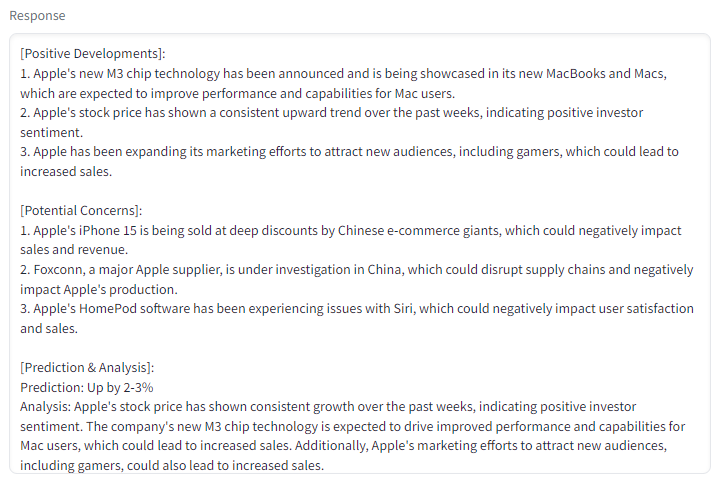 Response
[Positive Developments]:
1. Apple's new M3 chip technology has been announced and is being showcased in its new MacBooks and Macs,
which are expected to improve performance and capabilities for Mac users.
2. Apple's stock price has shown a consistent upward trend over the past weeks, indicating positive investor
sentiment.
3. Apple has been expanding its marketing efforts to attract new audiences, including gamers, which could lead to
increased sales.
[Potential Concerns]:
1. Apple's iPhone 15 is being sold at deep discounts by Chinese e-commerce giants, which could negatively impact
sales and revenue.
2. Foxconn, a major Apple supplier, is under investigation in China, which could disrupt supply chains and negatively
impact Apple's production.
3. Apple's HomePod software has been experiencing issues with Siri, which could negatively impact user satisfaction
and sales.
[Prediction & Analysis]:
Prediction: Up by 2-3%
Analysis: Apple's stock price has shown consistent growth over the past weeks, indicating positive investor
sentiment. The company's new M3 chip technology is expected to drive improved performance and capabilities for
Mac users, which could lead to increased sales. Additionally, Apple's marketing efforts to attract new audiences,
including gamers, could also lead to increased sales.